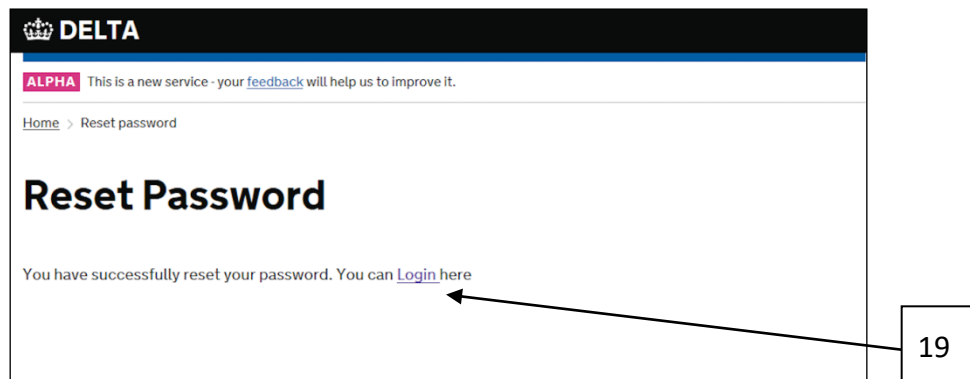 DELTA
ALPHA This is a new service - your feedback will help us to improve it.
Home > Reset password
Reset Password
You have successfully reset your password. You can Login here
19